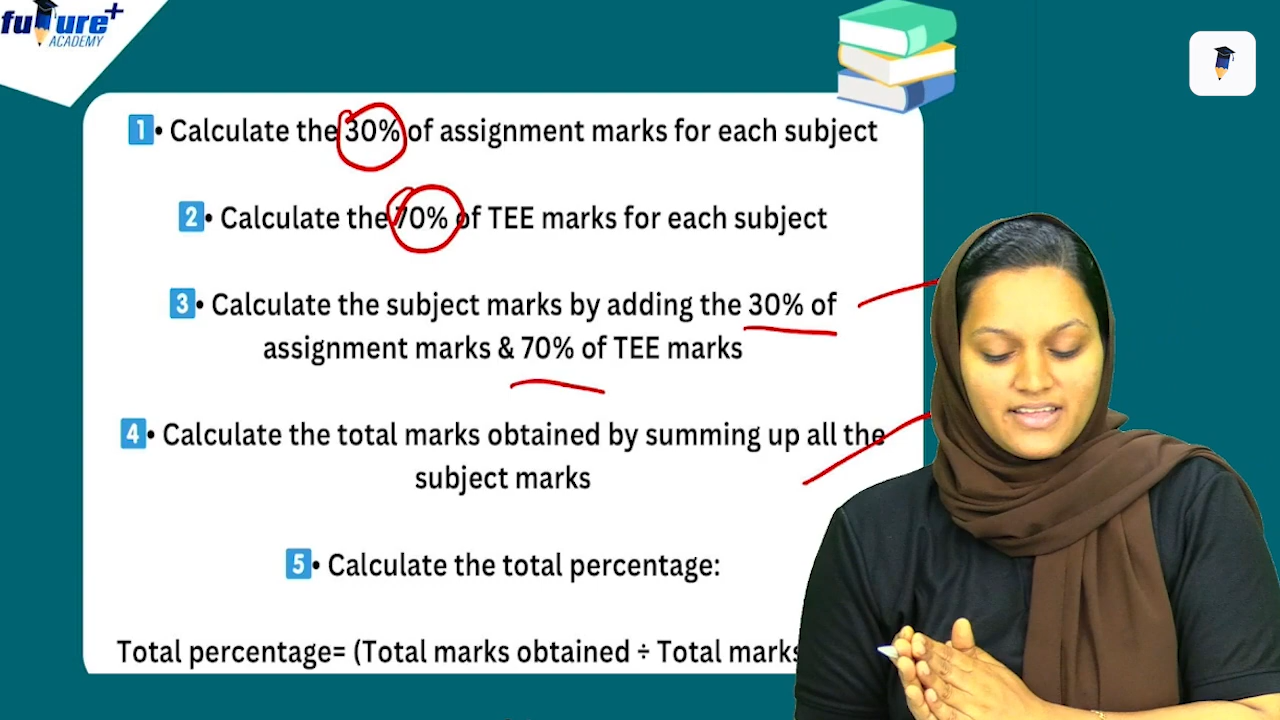 future+
ACADEMY
1• Calculate the 30% of assignment marks for each subject
2• Calculate the 70% of TEE marks for each subject
3• Calculate the subject marks by adding the 30% of
assignment marks & 70% of TEE marks
4• Calculate the total marks obtained by summing up all the
subject marks
5• Calculate the total percentage:
Total percentage= (Total marks obtained ÷ Total marks